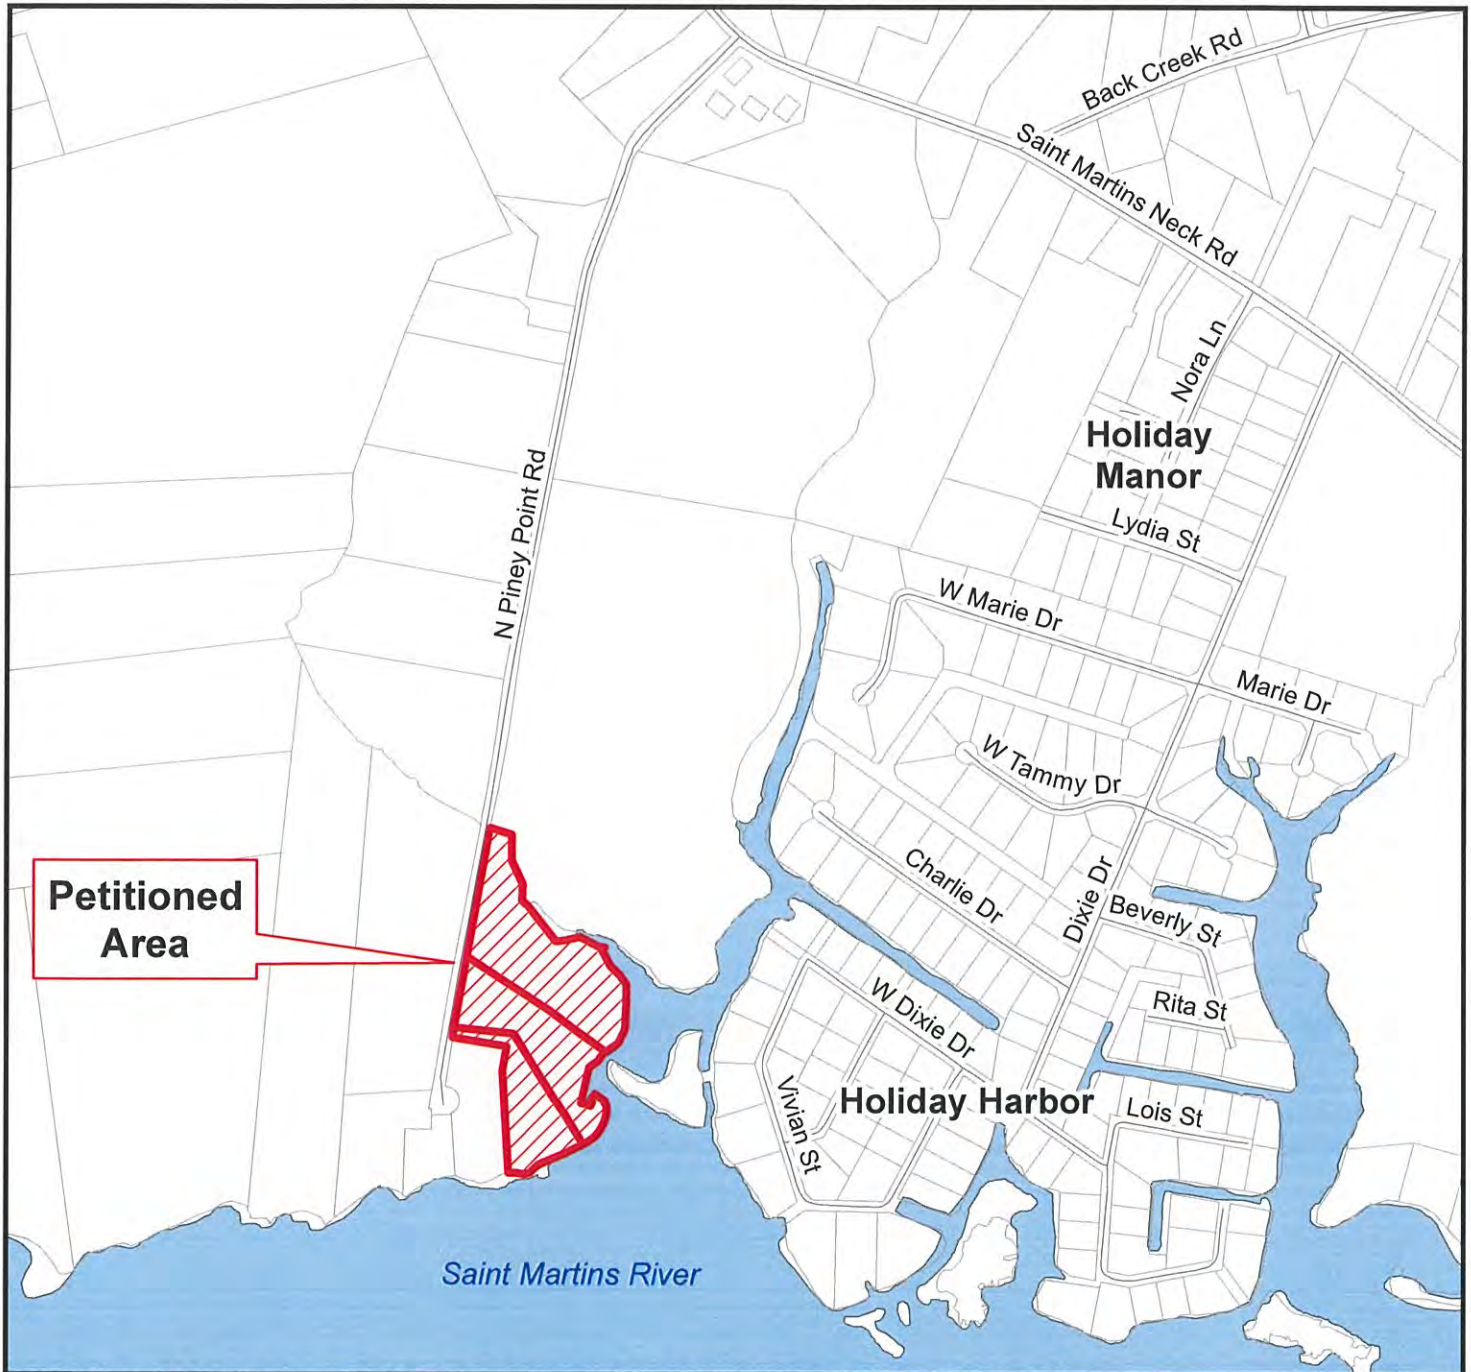 Back Creek Rd
Saint Martins Neck Rd
Nora Ln
Holiday
Manor
N Piney Point Rd
Lydia St
W Marie Dr
Marie Dr
W Tammy Dr
Petitioned
Area
Charlie Dr
Dixie Dr
Beverly St
W Dixie Dr
Rita St
Vivian St
Holiday Harbor
Lois St
Saint Martins River